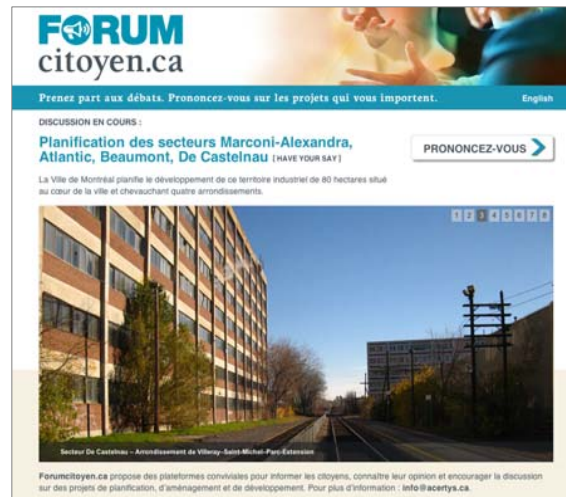 FORUM
citoyen.ca
Prenez part aux débats. Prononcez-vous sur les projets qui vous importent.
English
DISCUSSION EN COURS :
Planification des secteurs Marconi-Alexandra,
Atlantic, Beaumont, De Castelnau [HAVE YOUR SAY]
PRONONCEZ-VOUS
La Ville de Montréal planifie le développement de ce territoire industriel de 80 hectares situé
au cœur de la ville et chevauchant quatre arrondissements.
1 2 3 4 5 6 7 8
Secteur De Castelnau – Arrondissement de Villeray–Saint-Michel–Parc-Extension
Forumcitoyen.ca propose des plateformes conviviales pour informer les citoyens, connaître leur opinion et encourager la discussion
sur des projets de planification, d'aménagement et de développement. Pour plus d'information : info@acertys.ca.